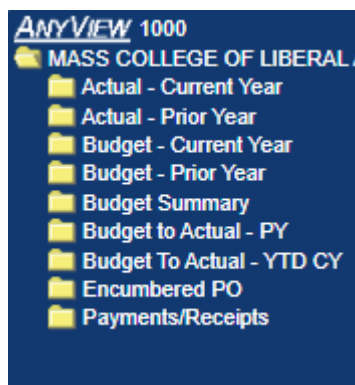 ANYVIEW 1000
MASS COLLEGE OF LIBERAL
Actual - Current Year
Actual - Prior Year
Budget - Current Year
Budget - Prior Year
Budget Summary
Budget to Actual - PY
Budget To Actual - YTD CY
Encumbered PO
Payments/Receipts